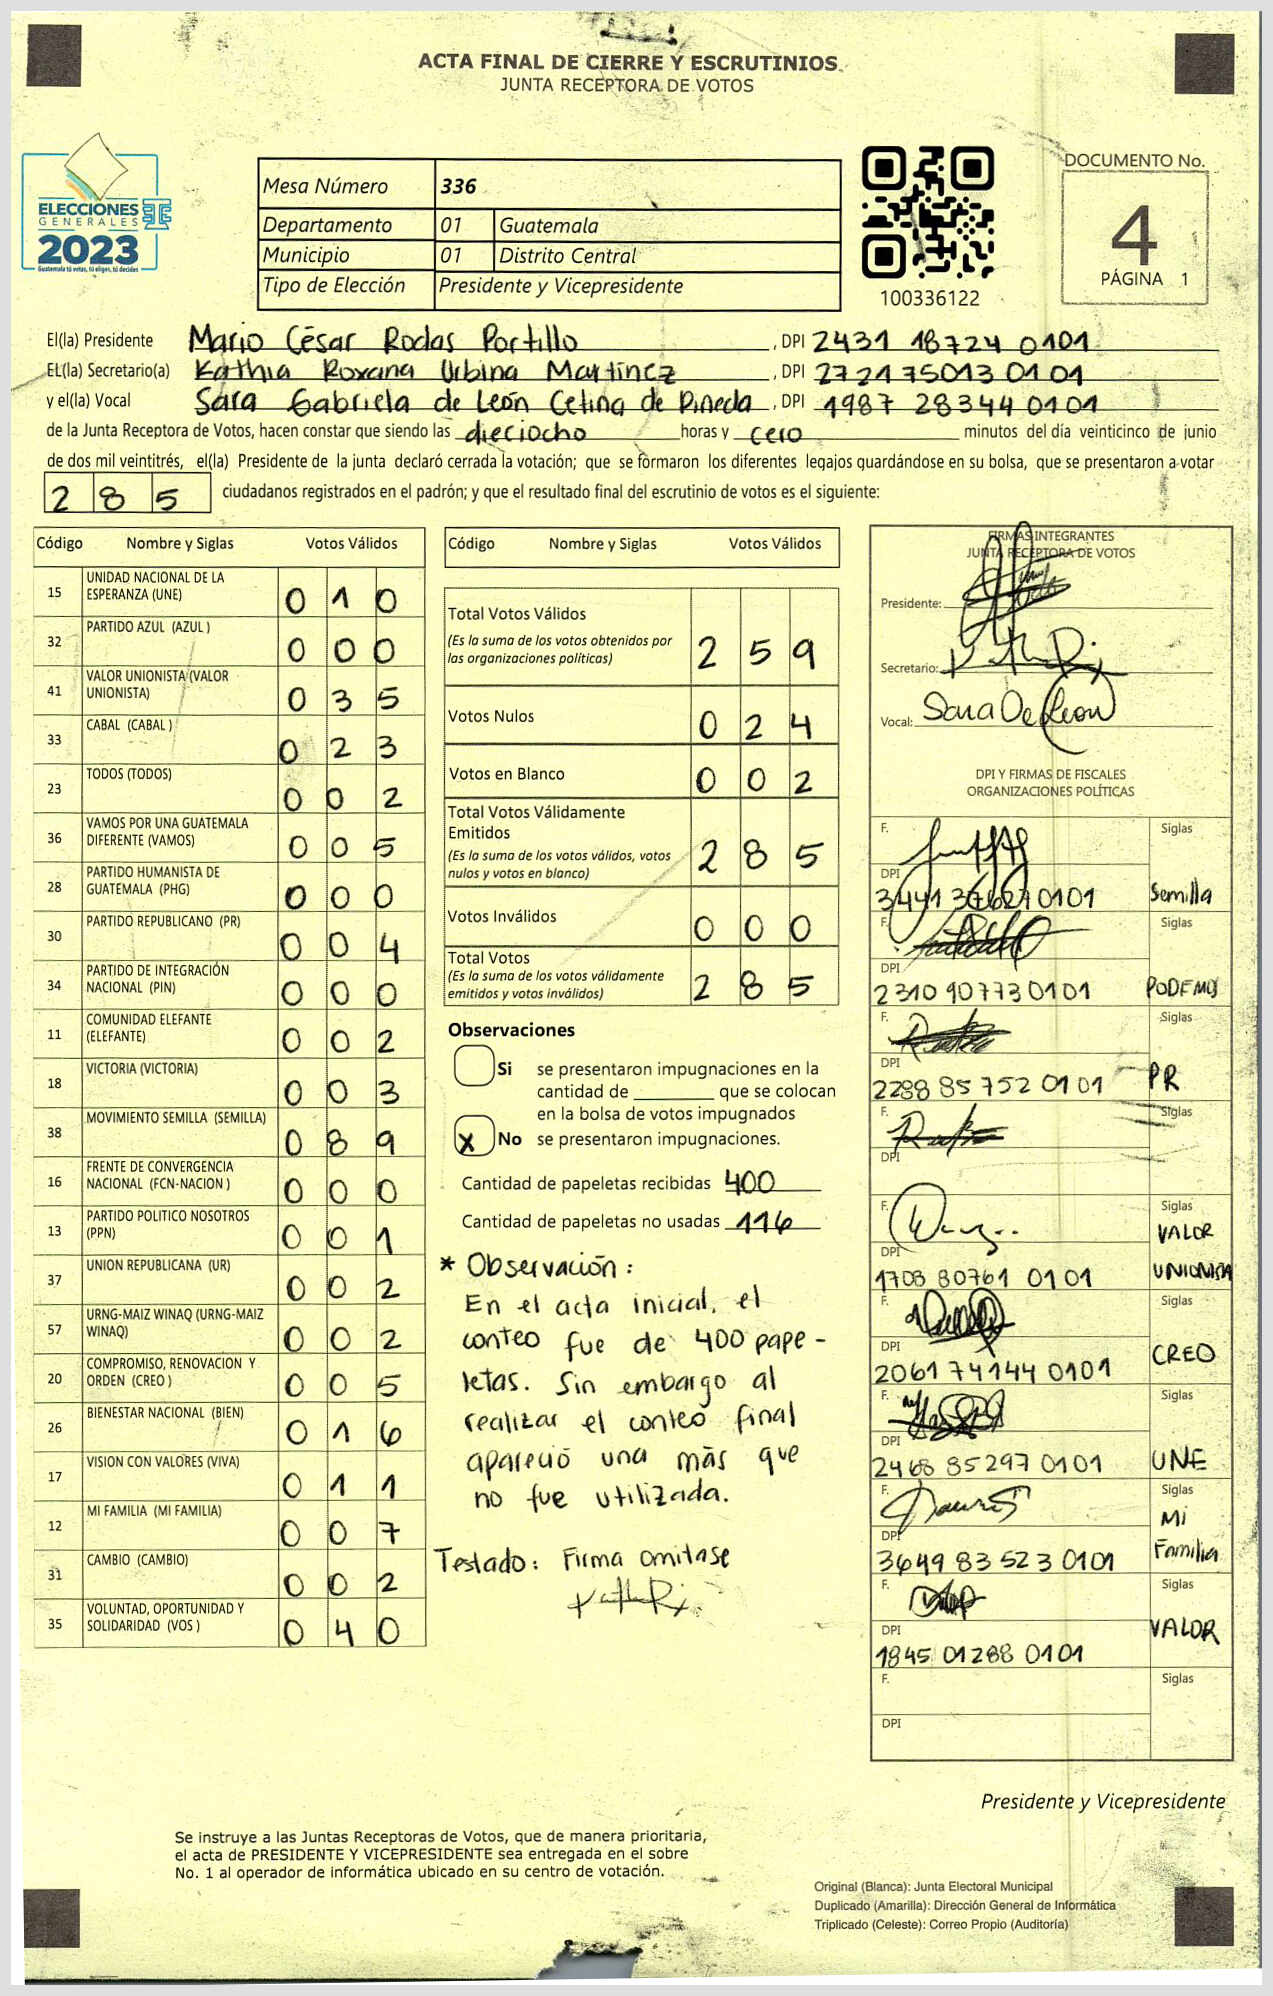 ACTA FINAL DE CIERRE Y ESCRUTINIOS
JUNTA RECEPTORA DE VOTOS
ELECCIONES
GENERALES
2023
Guatemala tú votas, tú eliges, tú decides
Mesa Número 336
Departamento 01 Guatemala
Municipio 01 Distrito Central
Tipo de Elección Presidente y Vicepresidente
100336122
DOCUMENTO No.
4
PÁGINA 1
El(la) Presidente Mario César Rodas Portillo, DPI 2431 18724 0101
EL(la) Secretario(a) Kathia Roxana Urbina Martínez, DPI 2721 75013 01 01
y el(la) Vocal Sara Gabriela de León Cetina de Pineda, DPI 1987 28344 0101
de la Junta Receptora de Votos, hacen constar que siendo las dieciocho horas y cero minutos del día veinticinco de junio
de dos mil veintitrés, el(la) Presidente de la junta declaró cerrada la votación; que se formaron los diferentes legajos guardándose en su bolsa, que se presentaron a votar
2 8 5 ciudadanos registrados en el padrón; y que el resultado final del escrutinio de votos es el siguiente:
Código Nombre y Siglas Votos Válidos
15 UNIDAD NACIONAL DE LA ESPERANZA (UNE) 0 1 0
32 PARTIDO AZUL (AZUL ) 0 0 0
41 VALOR UNIONISTA (VALOR UNIONISTA) 0 3 5
33 CABAL (CABAL ) 0 2 3
23 TODOS (TODOS) 0 0 2
36 VAMOS POR UNA GUATEMALA DIFERENTE (VAMOS) 0 0 5
28 PARTIDO HUMANISTA DE GUATEMALA (PHG) 0 0 0
30 PARTIDO REPUBLICANO (PR) 0 0 4
34 PARTIDO DE INTEGRACIÓN NACIONAL (PIN) 0 0 0
11 COMUNIDAD ELEFANTE (ELEFANTE) 0 0 2
18 VICTORIA (VICTORIA) 0 0 3
38 MOVIMIENTO SEMILLA (SEMILLA) 0 8 9
16 FRENTE DE CONVERGENCIA NACIONAL (FCN-NACION ) 0 0 0
13 PARTIDO POLITICO NOSOTROS (PPN) 0 0 1
37 UNION REPUBLICANA (UR) 0 0 2
57 URNG-MAIZ WINAQ (URNG-MAIZ WINAQ) 0 0 2
20 COMPROMISO, RENOVACION Y ORDEN (CREO ) 0 0 5
26 BIENESTAR NACIONAL (BIEN) 0 1 6
17 VISION CON VALORES (VIVA) 0 1 1
12 MI FAMILIA (MI FAMILIA) 0 0 7
31 CAMBIO (CAMBIO) 0 0 2
35 VOLUNTAD, OPORTUNIDAD Y SOLIDARIDAD (VOS ) 0 4 0
Código Nombre y Siglas Votos Válidos
Total Votos Válidos 2 5 9
(Es la suma de los votos obtenidos por
las organizaciones políticas)
Votos Nulos 0 2 4
Votos en Blanco 0 0 2
Total Votos Válidamente
Emitidos 2 8 5
(Es la suma de los votos válidos, votos
nulos y votos en blanco)
Votos Inválidos 0 0 0
Total Votos 2 8 5
(Es la suma de los votos válidamente
emitidos y votos inválidos)
Observaciones
Si se presentaron impugnaciones en la
cantidad de ________ que se colocan
en la bolsa de votos impugnados
X No se presentaron impugnaciones.
Cantidad de papeletas recibidas 400
Cantidad de papeletas no usadas 116
* Observación:
En el acta inicial, el
conteo fue de 400 pape-
letas. Sin embargo al
realizar el conteo final
apareció una más que
no fue utilizada.
Testado: Firma omitase
FIRMAS INTEGRANTES
JUNTA RECEPTORA DE VOTOS
Presidente:
Secretario:
Vocal: Sara De León
DPI Y FIRMAS DE FISCALES
ORGANIZACIONES POLÍTICAS
F. Siglas
DPI
3441 37627 0101 Semilla
F. Siglas
DPI
2310 90773 0101 PODEMOS
F. Siglas
DPI
2288 85752 0101 PR
F. Siglas
DPI
F. Siglas
DPI
1708 80761 0101 VALOR UNIONISTA
F. Siglas
DPI
2061 74144 0101 CREO
F. Siglas
DPI
2468 85297 0101 UNE
F. Siglas
DPI
3649 83523 0101 Mi Familia
F. Siglas
DPI
1845 01288 0101 VALOR
F. Siglas
DPI
Presidente y Vicepresidente
Se instruye a las Juntas Receptoras de Votos, que de manera prioritaria,
el acta de PRESIDENTE Y VICEPRESIDENTE sea entregada en el sobre
No. 1 al operador de informática ubicado en su centro de votación.
Original (Blanca): Junta Electoral Municipal
Duplicado (Amarilla): Dirección General de Informática
Triplicado (Celeste): Correo Propio (Auditoría)